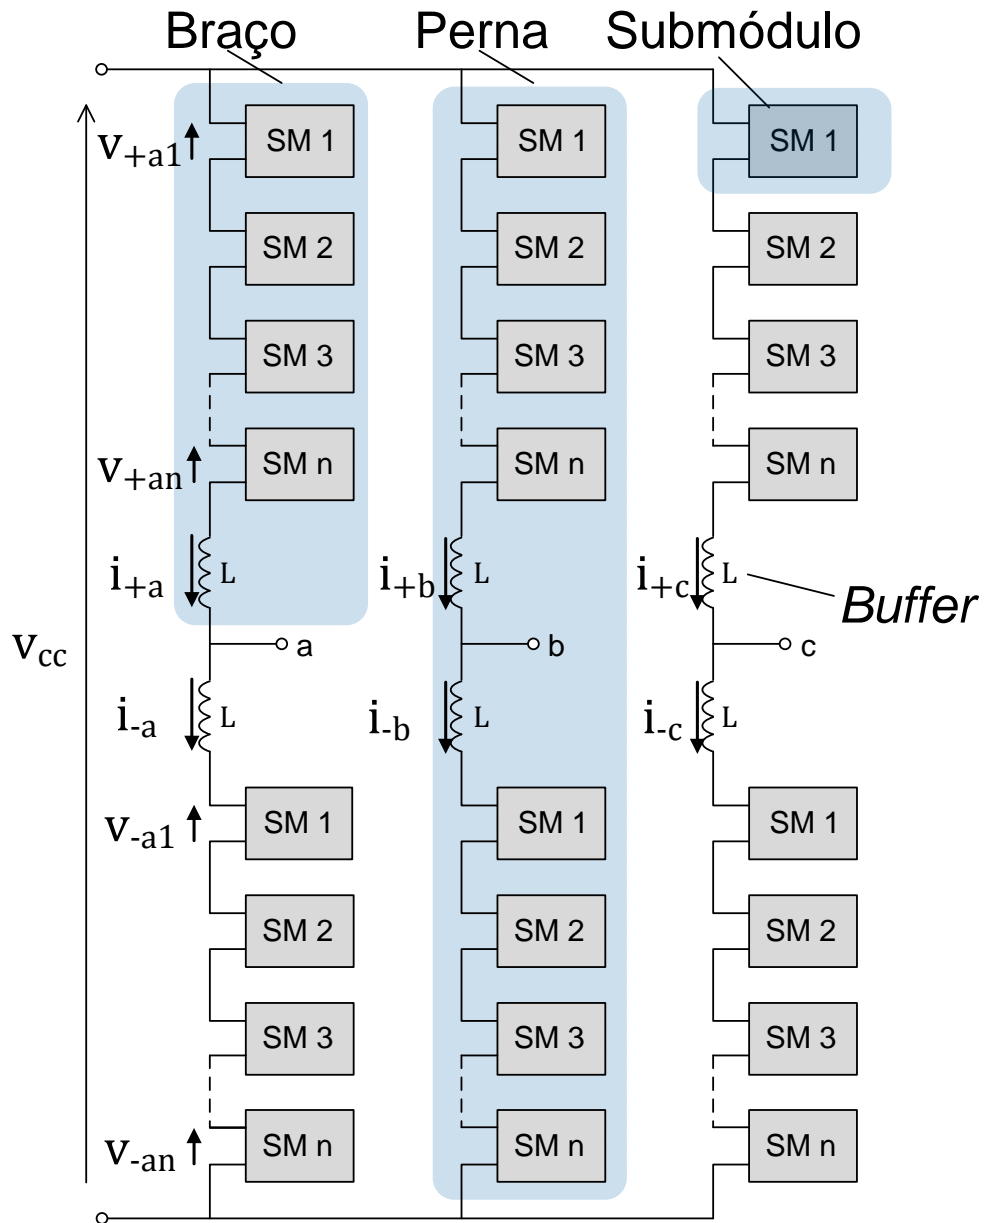 Braço Perna Submódulo
v+a1 SM 1 SM 1 SM 1
SM 2 SM 2 SM 2
SM 3 SM 3 SM 3
v+an SM n SM n SM n
i+a L i+b L i+c L Buffer
vcc a b c
i-a L i-b L i-c L
v-a1 SM 1 SM 1 SM 1
SM 2 SM 2 SM 2
SM 3 SM 3 SM 3
v-an SM n SM n SM n